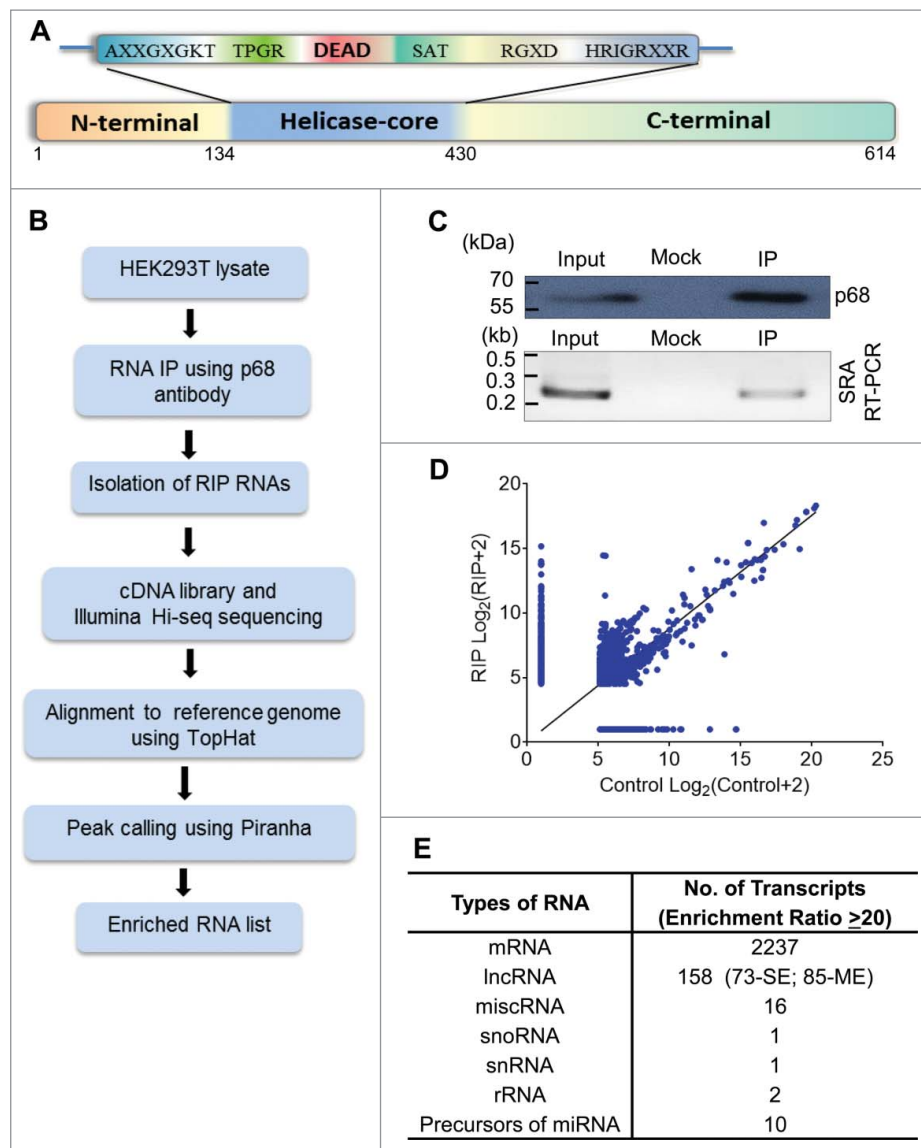 A
AXXGXGKT TPGR DEAD SAT RGXD HRIGRXXR
N-terminal Helicase-core C-terminal
1 134 430 614
B
HEK293T lysate
RNA IP using p68
antibody
Isolation of RIP RNAs
cDNA library and
Illumina Hi-seq sequencing
Alignment to reference genome
using TopHat
Peak calling using Piranha
Enriched RNA list
C
(kDa)
Input Mock IP
70
55
p68
(kb)
Input Mock IP
0.5
0.3
0.2
SRA
RT-PCR
D
RIP Log2(RIP+2)
20
15
10
5
0
0 5 10 15 20 25
Control Log2(Control+2)
E
Types of RNA No. of Transcripts
(Enrichment Ratio ≥20)
mRNA 2237
lncRNA 158 (73-SE; 85-ME)
miscRNA 16
snoRNA 1
snRNA 1
rRNA 2
Precursors of miRNA 10